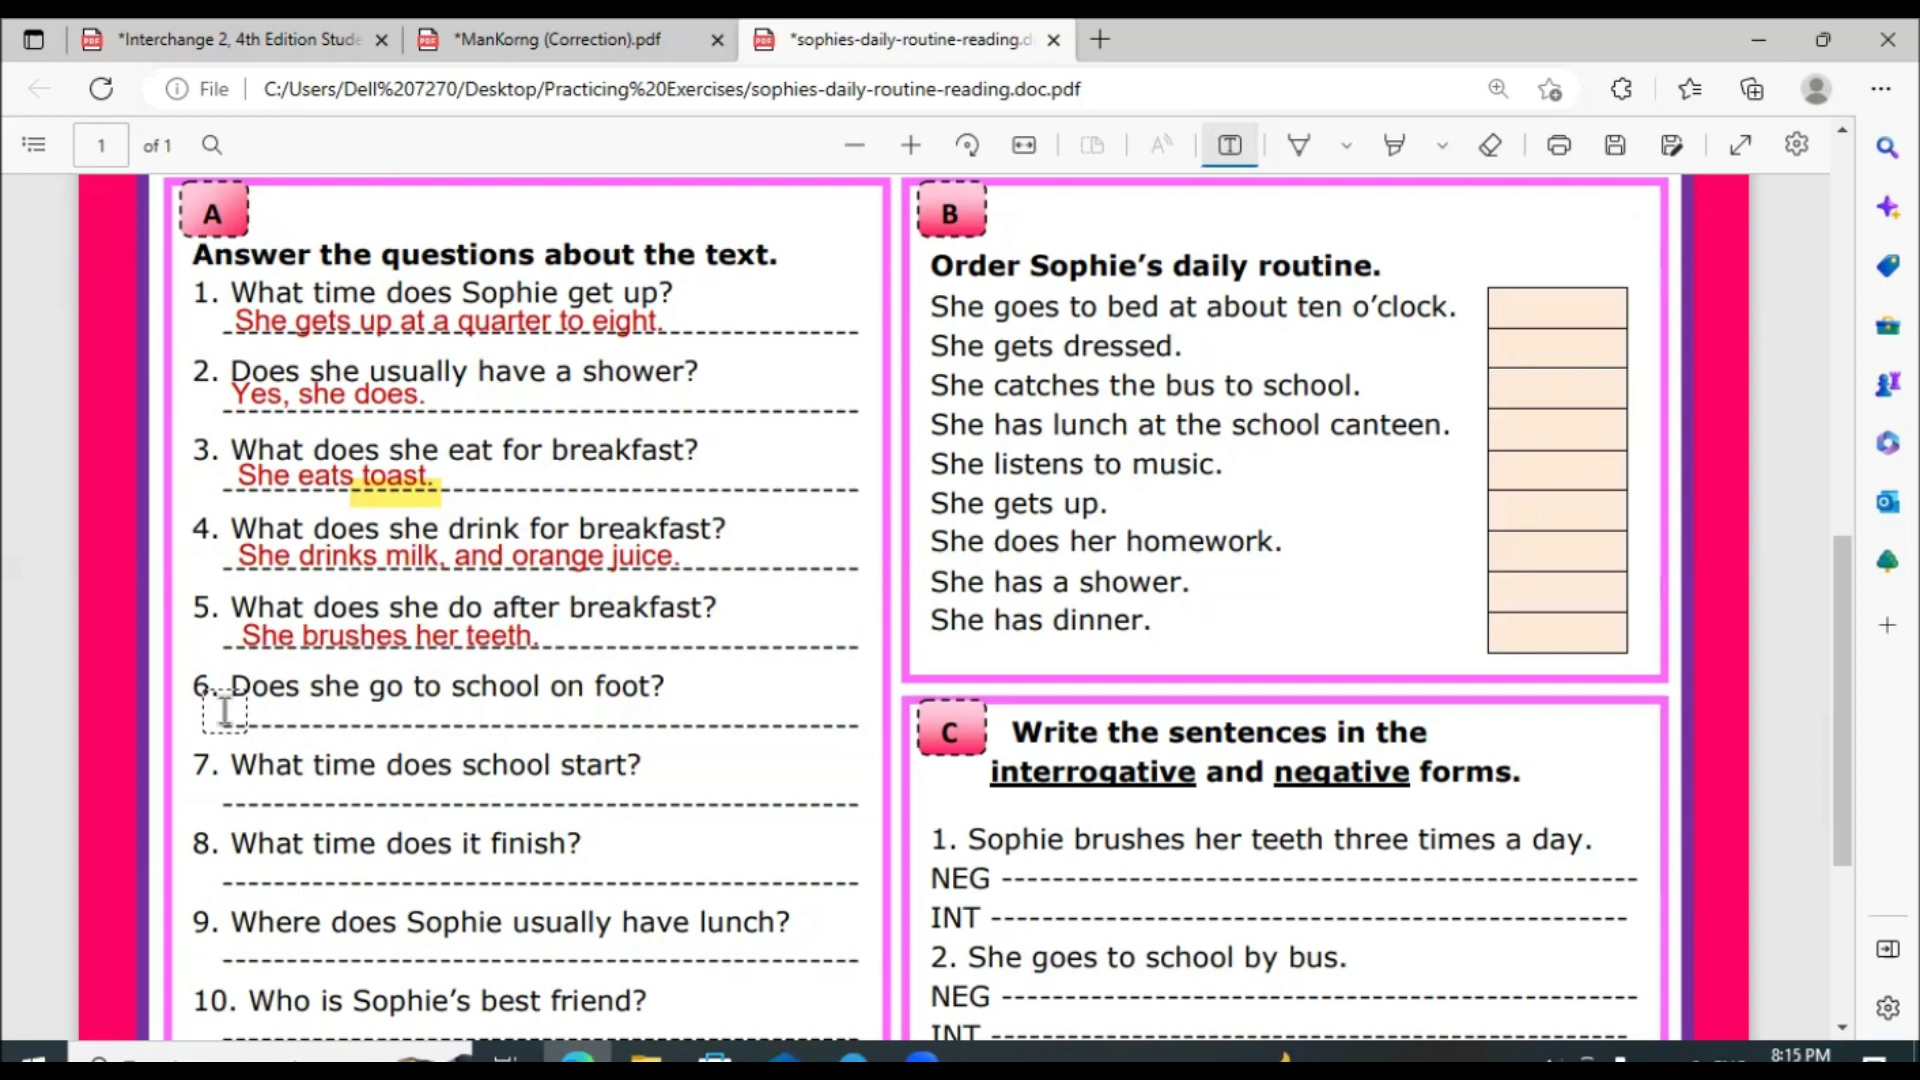 *Interchange 2, 4th Edition Stude
*ManKorng (Correction).pdf
*sophies-daily-routine-reading.d
File
C:/Users/Dell%207270/Desktop/Practicing%20Exercises/sophies-daily-routine-reading.doc.pdf
1 of 1
A
Answer the questions about the text.
1. What time does Sophie get up?
She gets up at a quarter to eight.
2. Does she usually have a shower?
Yes, she does.
3. What does she eat for breakfast?
She eats toast.
4. What does she drink for breakfast?
She drinks milk, and orange juice.
5. What does she do after breakfast?
She brushes her teeth.
6. Does she go to school on foot?
7. What time does school start?
8. What time does it finish?
9. Where does Sophie usually have lunch?
10. Who is Sophie's best friend?
B
Order Sophie's daily routine.
She goes to bed at about ten o'clock.
She gets dressed.
She catches the bus to school.
She has lunch at the school canteen.
She listens to music.
She gets up.
She does her homework.
She has a shower.
She has dinner.
C
Write the sentences in the
interrogative and negative forms.
1. Sophie brushes her teeth three times a day.
NEG
INT
2. She goes to school by bus.
NEG
INT
8:15 PM